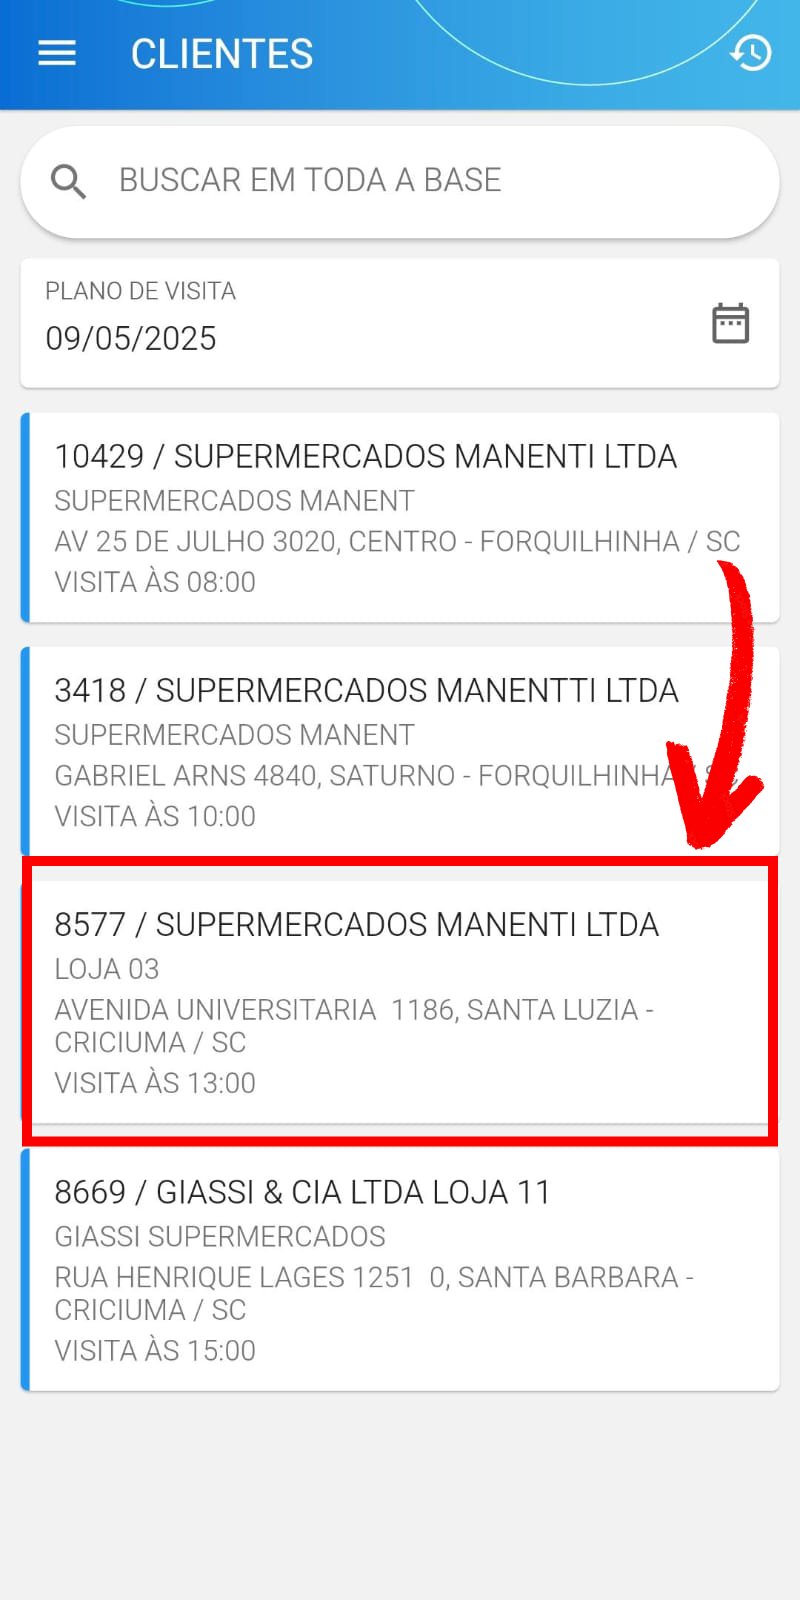 CLIENTES
BUSCAR EM TODA A BASE
PLANO DE VISITA
09/05/2025
10429 / SUPERMERCADOS MANENTI LTDA
SUPERMERCADOS MANENT
AV 25 DE JULHO 3020, CENTRO - FORQUILHINHA / SC
VISITA ÀS 08:00
3418 / SUPERMERCADOS MANENTTI LTDA
SUPERMERCADOS MANENT
GABRIEL ARNS 4840, SATURNO - FORQUILHINHA / SC
VISITA ÀS 10:00
8577 / SUPERMERCADOS MANENTI LTDA
LOJA 03
AVENIDA UNIVERSITARIA  1186, SANTA LUZIA -
CRICIUMA / SC
VISITA ÀS 13:00
8669 / GIASSI & CIA LTDA LOJA 11
GIASSI SUPERMERCADOS
RUA HENRIQUE LAGES 1251  0, SANTA BARBARA -
CRICIUMA / SC
VISITA ÀS 15:00